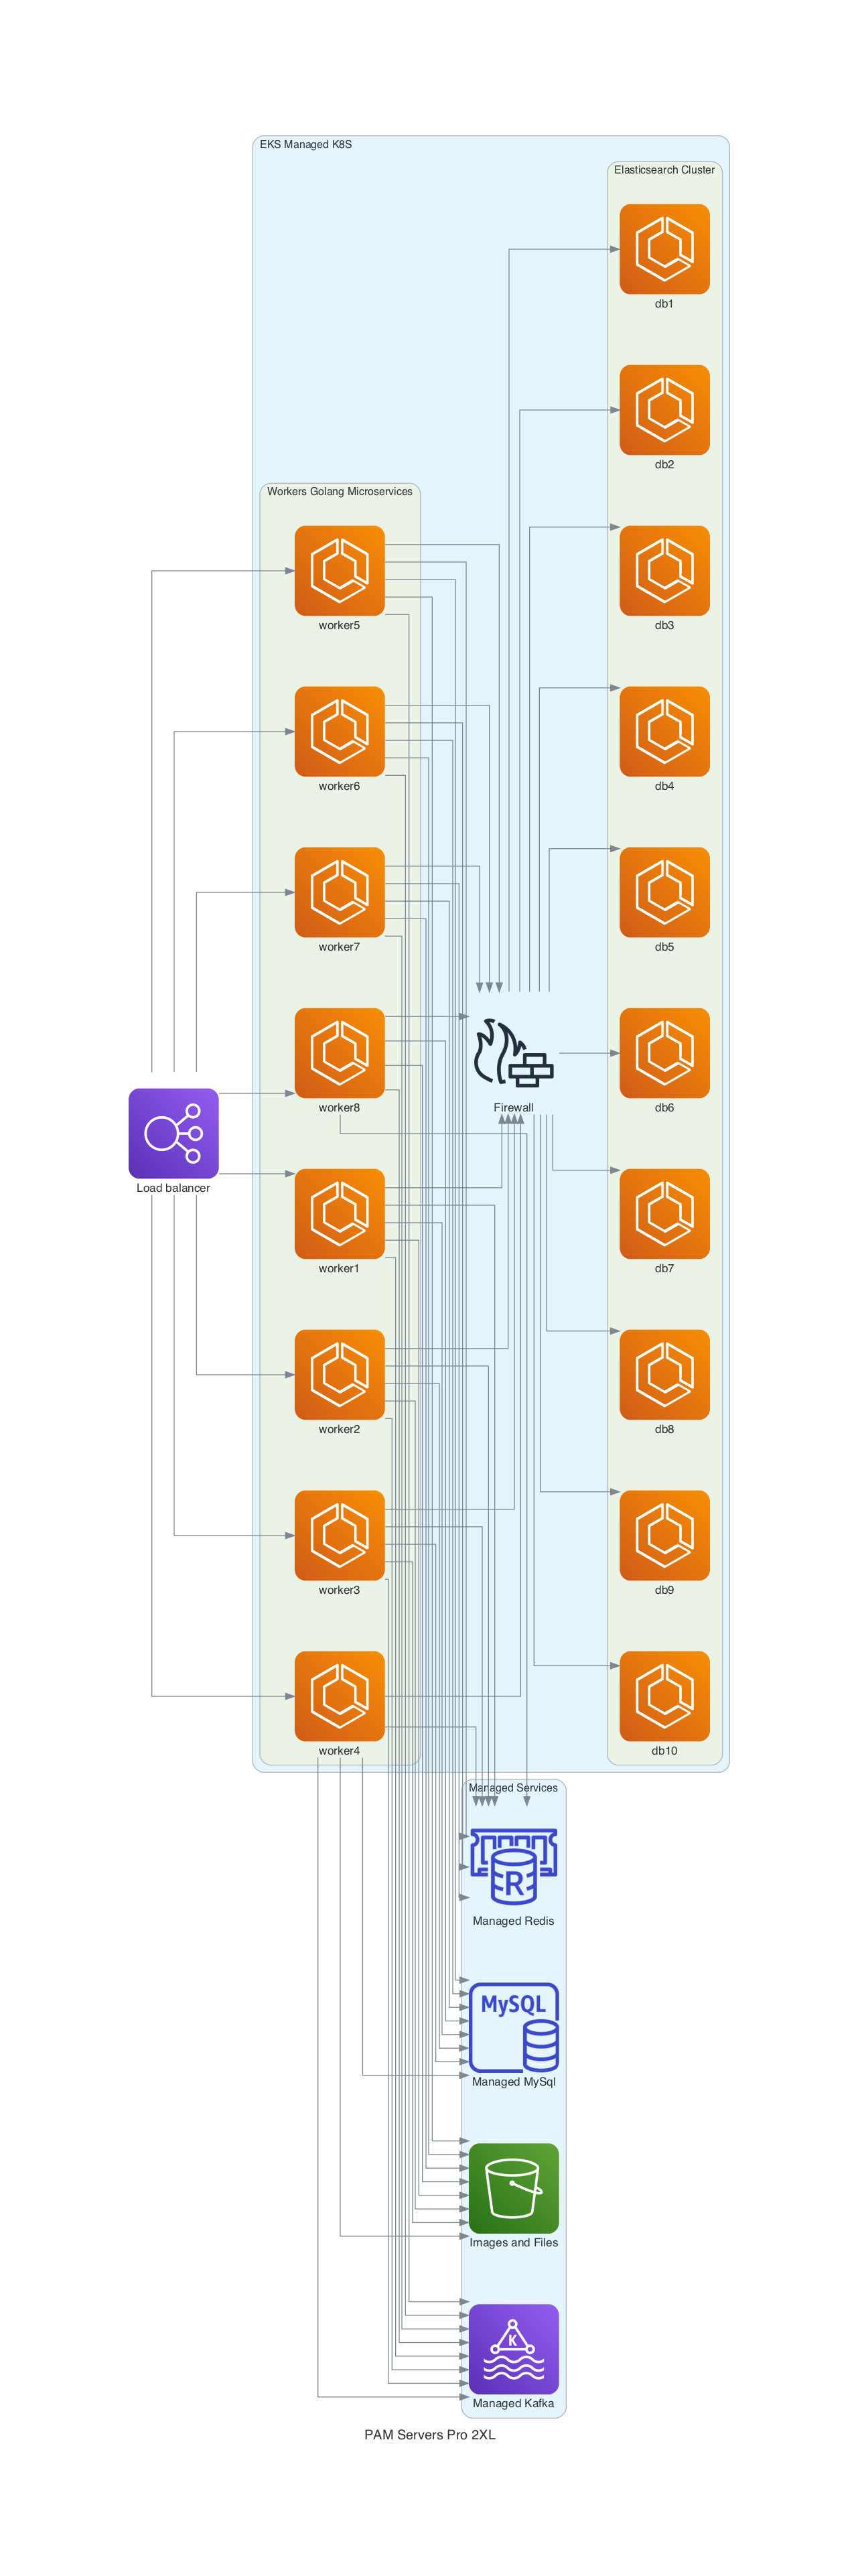 EKS Managed K8S
Elasticsearch Cluster
db1
db2
Workers Golang Microservices
worker5
db3
worker6
db4
worker7
db5
worker8
Firewall
db6
Load balancer
worker1
db7
worker2
db8
worker3
db9
worker4
db10
Managed Services
R
Managed Redis
MySQL
Managed MySql
Images and Files
K
Managed Kafka
PAM Servers Pro 2XL